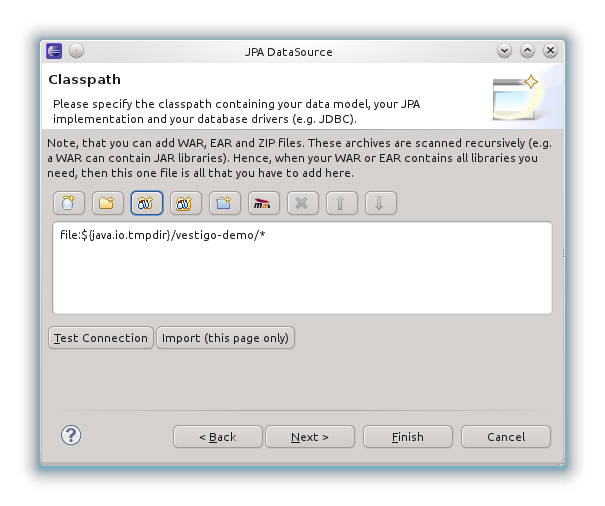 JPA DataSource
Classpath
Please specify the classpath containing your data model, your JPA
implementation and your database drivers (e.g. JDBC).
Note, that you can add WAR, EAR and ZIP files. These archives are scanned recursively (e.g.
a WAR can contain JAR libraries). Hence, when your WAR or EAR contains all libraries you
need, then this one file is all that you have to add here.
file:${java.io.tmpdir}/vestigo-demo/*
Test Connection Import (this page only)
? < Back Next > Finish Cancel